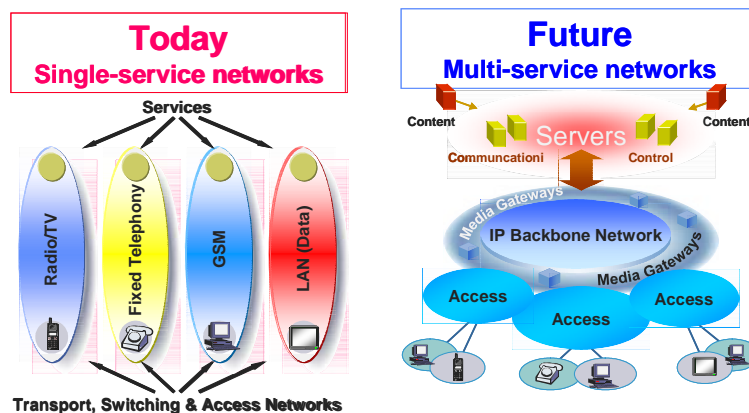 Today
Single-service networks
Services
Radio/TV
Fixed Telephony
GSM
LAN (Data)
Transport, Switching & Access Networks
Future
Multi-service networks
Content
Content
Servers
Communcationi
Control
Media Gateways
IP Backbone Network
Media Gateways
Access
Access
Access